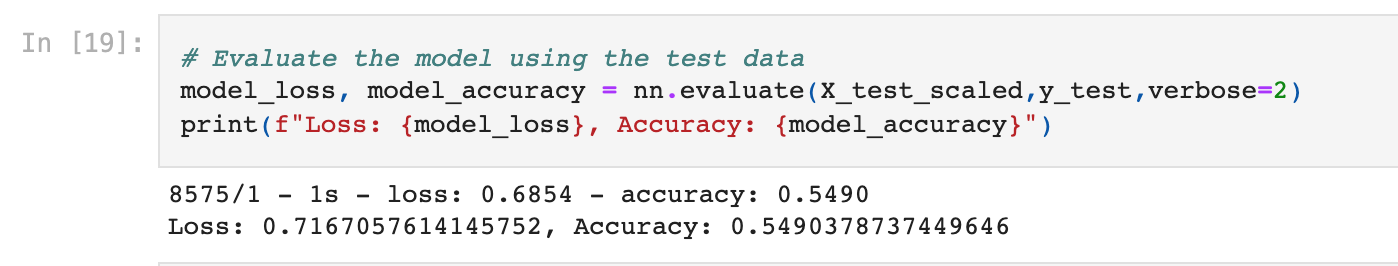 In [19]:
# Evaluate the model using the test data
model_loss, model_accuracy = nn.evaluate(X_test_scaled,y_test,verbose=2)
print(f"Loss: {model_loss}, Accuracy: {model_accuracy}")
8575/1 - 1s - loss: 0.6854 - accuracy: 0.5490
Loss: 0.7167057614145752, Accuracy: 0.5490378737449646